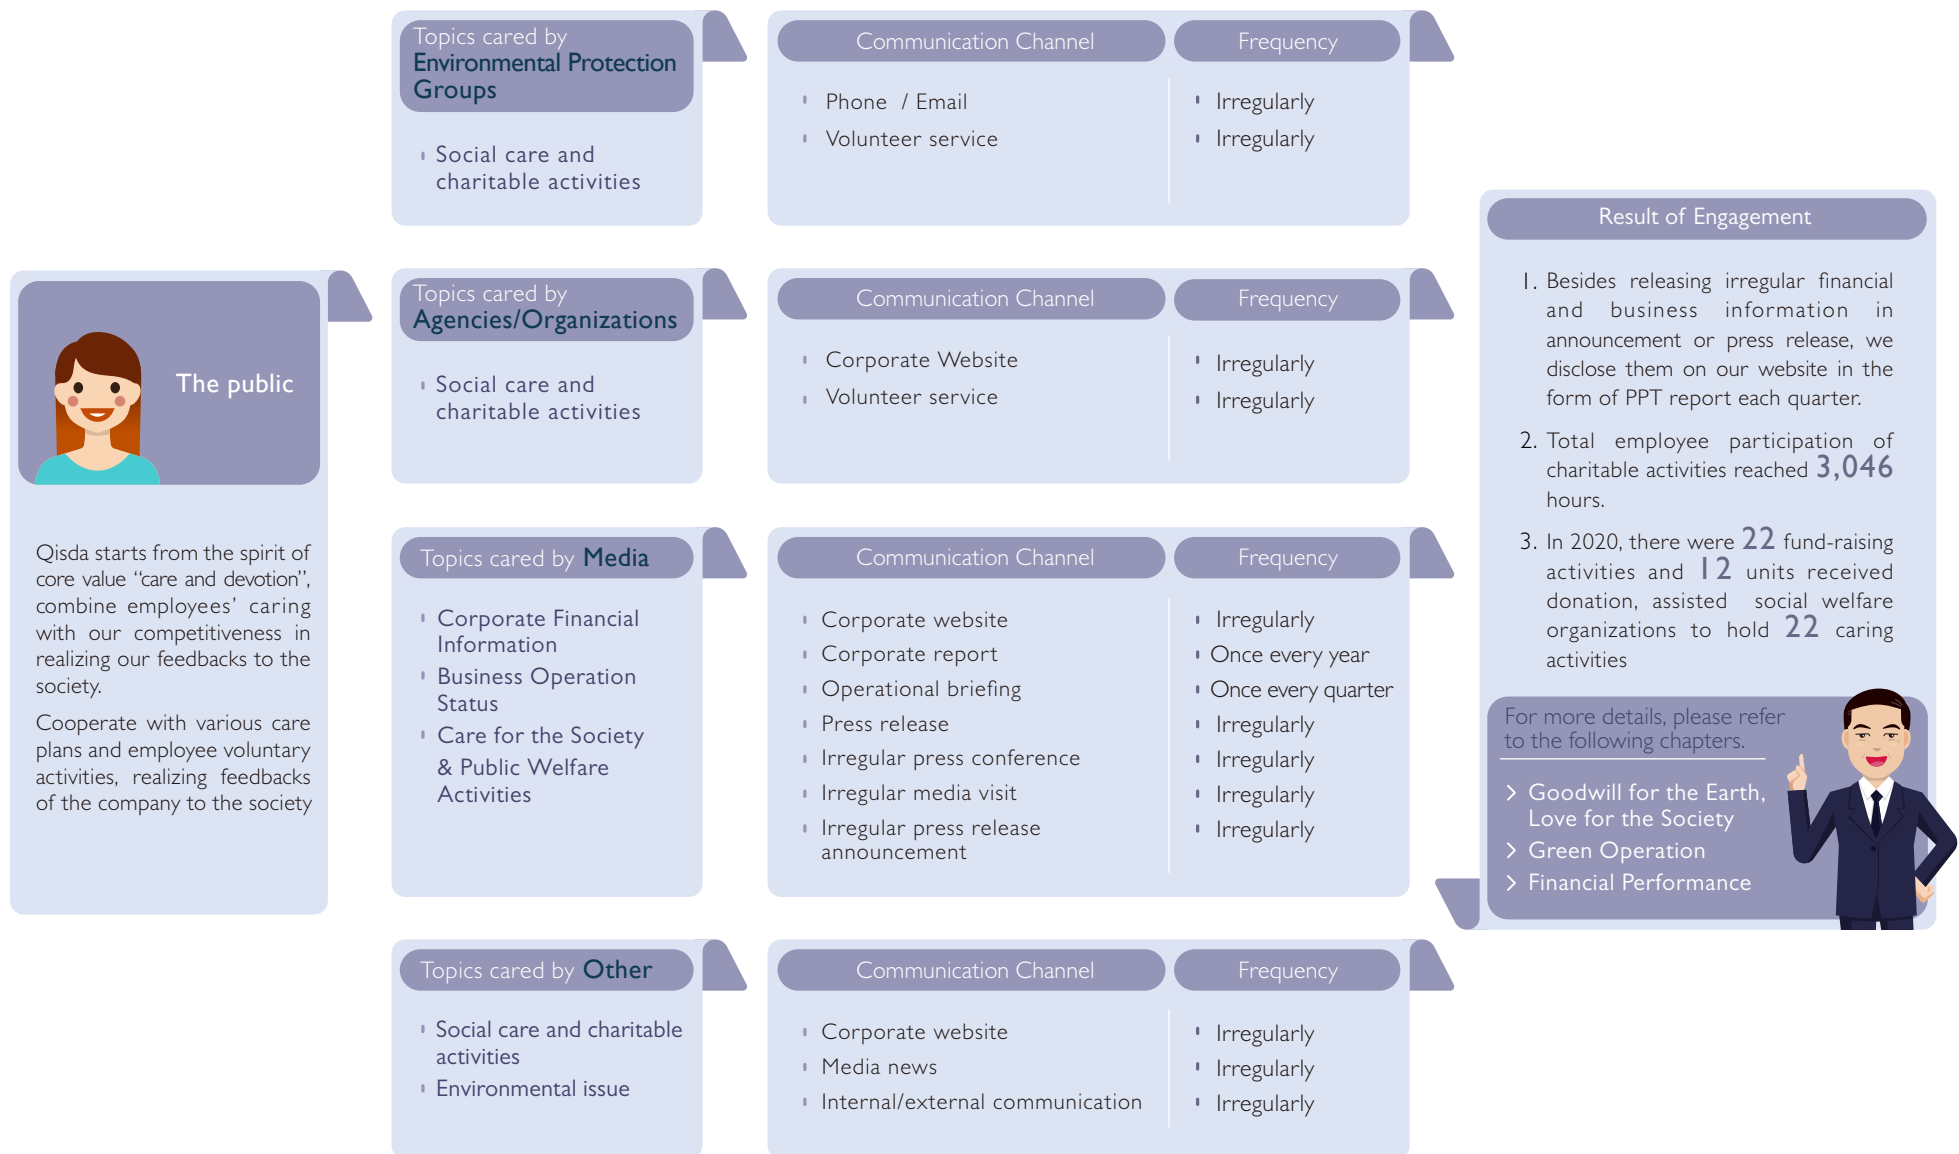 The public
Qisda starts from the spirit of
core value “care and devotion”,
combine employees’ caring
with our competitiveness in
realizing our feedbacks to the
society.
Cooperate with various care
plans and employee voluntary
activities, realizing feedbacks
of the company to the society
Topics cared by
Environmental Protection
Groups
Social care and
charitable activities
Communication Channel
Frequency
Phone / Email
Irregularly
Volunteer service
Irregularly
Topics cared by
Agencies/Organizations
Social care and
charitable activities
Communication Channel
Frequency
Corporate Website
Irregularly
Volunteer service
Irregularly
Topics cared by Media
Corporate Financial
Information
Business Operation
Status
Care for the Society
& Public Welfare
Activities
Communication Channel
Frequency
Corporate website
Irregularly
Corporate report
Once every year
Operational briefing
Once every quarter
Press release
Irregularly
Irregular press conference
Irregularly
Irregular media visit
Irregularly
Irregular press release
announcement
Irregularly
Topics cared by Other
Social care and charitable
activities
Environmental issue
Communication Channel
Frequency
Corporate website
Irregularly
Media news
Irregularly
Internal/external communication
Irregularly
Result of Engagement
1. Besides releasing irregular financial
and business information in
announcement or press release, we
disclose them on our website in the
form of PPT report each quarter.
2. Total employee participation of
charitable activities reached 3,046
hours.
3. In 2020, there were 22 fund-raising
activities and 12 units received
donation, assisted social welfare
organizations to hold 22 caring
activities
For more details, please refer
to the following chapters.
> Goodwill for the Earth,
Love for the Society
> Green Operation
> Financial Performance